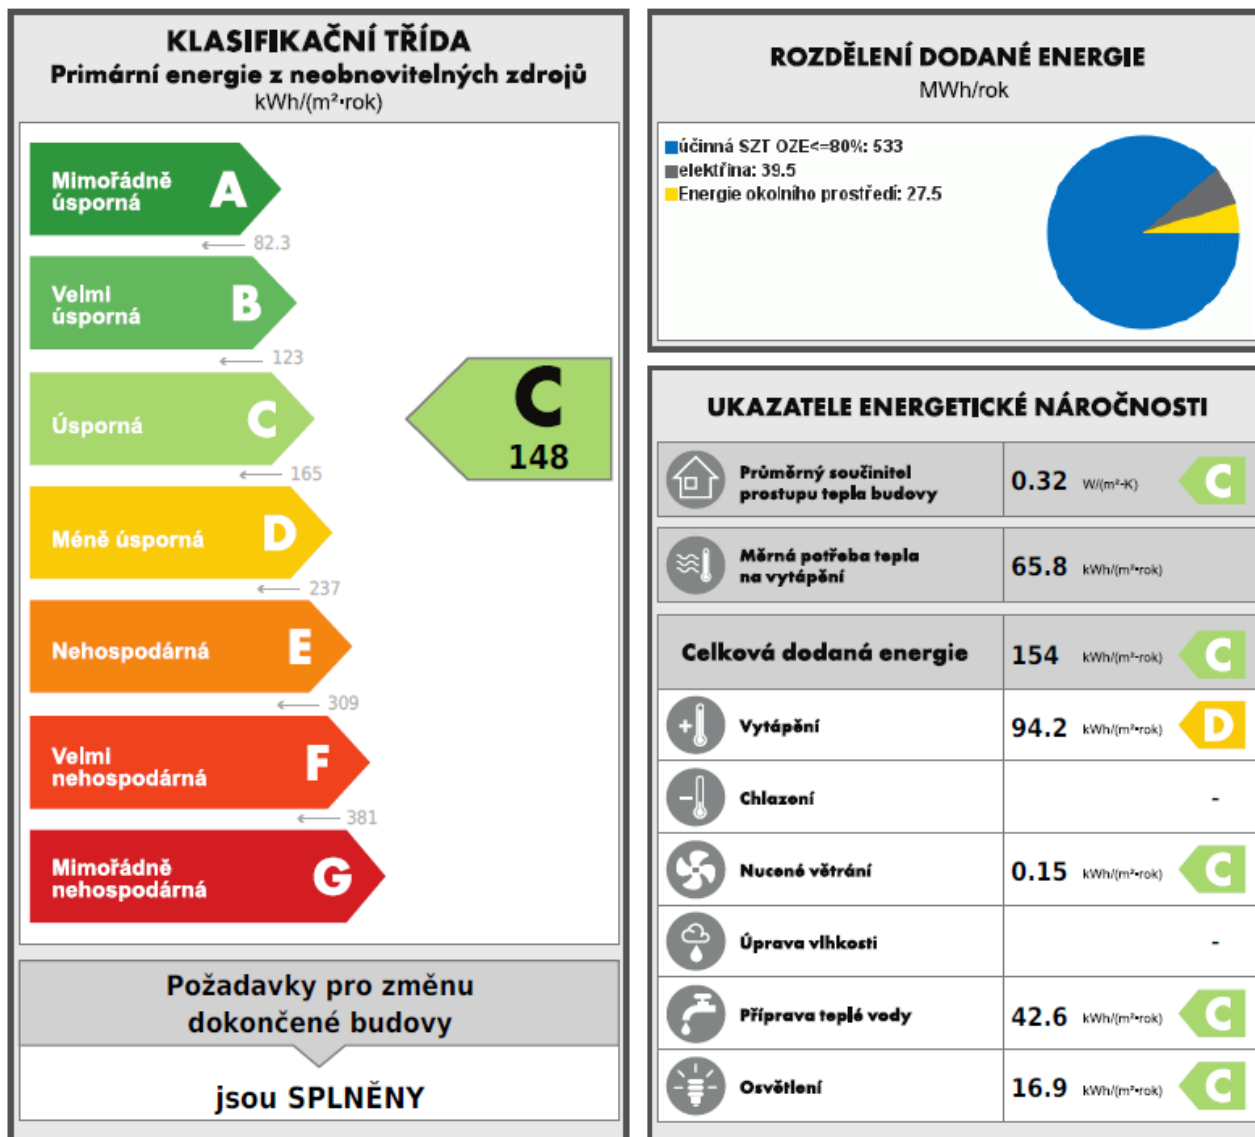 KLASIFIKAČNÍ TŘÍDA
Primární energie z neobnovitelných zdrojů
kWh/(m²·rok)
Mimořádně
úsporná
A
82.3
Velmi
úsporná
B
123
Úsporná
C
165
Méně úsporná
D
237
Nehospodárná
E
309
Velmi
nehospodárná
F
381
Mimořádně
nehospodárná
G
C
148
Požadavky pro změnu
dokončené budovy
jsou SPLNĚNY
ROZDĚLENÍ DODANÉ ENERGIE
MWh/rok
účinná SZT OZE<=80%: 533
elektřina: 39.5
Energie okolního prostředí: 27.5
UKAZATELE ENERGETICKÉ NÁROČNOSTI
Průměrný součinitel
prostupu tepla budovy
0.32 W/(m²·K) C
Měrná potřeba tepla
na vytápění
65.8 kWh/(m²·rok)
Celková dodaná energie 154 kWh/(m²·rok) C
Vytápění 94.2 kWh/(m²·rok) D
Chlazení -
Nucené větrání 0.15 kWh/(m²·rok) C
Úprava vlhkosti -
Příprava teplé vody 42.6 kWh/(m²·rok) C
Osvětlení 16.9 kWh/(m²·rok) C